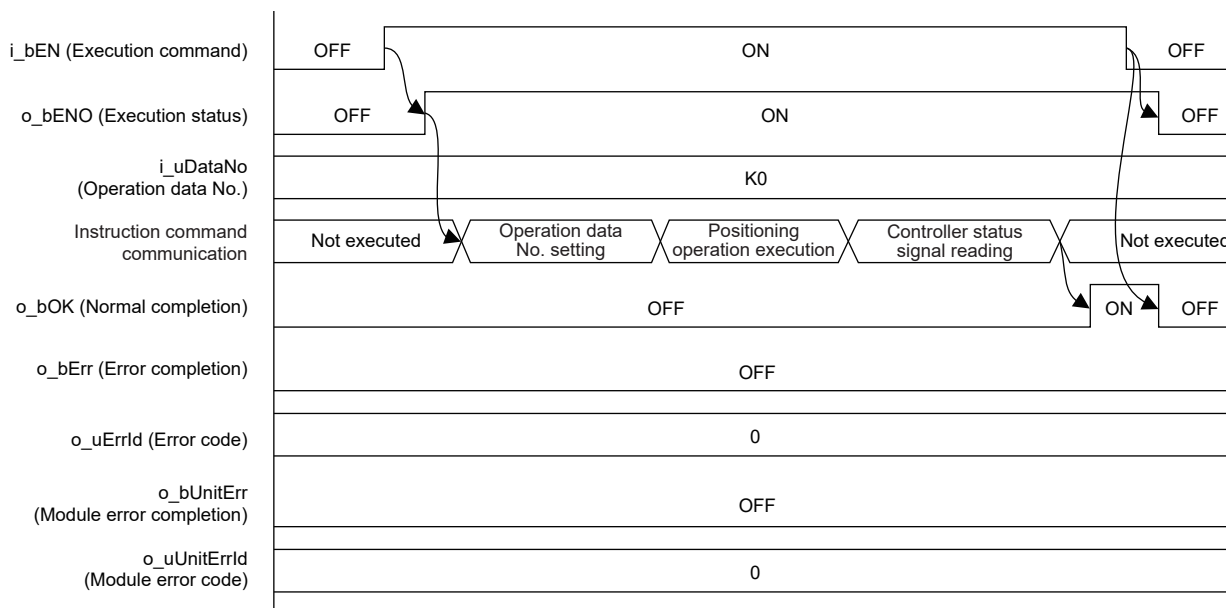 i_bEN (Execution command)
OFF
ON
OFF
o_bENO (Execution status)
OFF
ON
OFF
i_uDataNo
(Operation data No.)
K0
Instruction command
communication
Not executed
Operation data
No. setting
Positioning
operation execution
Controller status
signal reading
Not executed
o_bOK (Normal completion)
OFF
ON
OFF
o_bErr (Error completion)
OFF
o_uErrId (Error code)
0
o_bUnitErr
(Module error completion)
OFF
o_uUnitErrId
(Module error code)
0